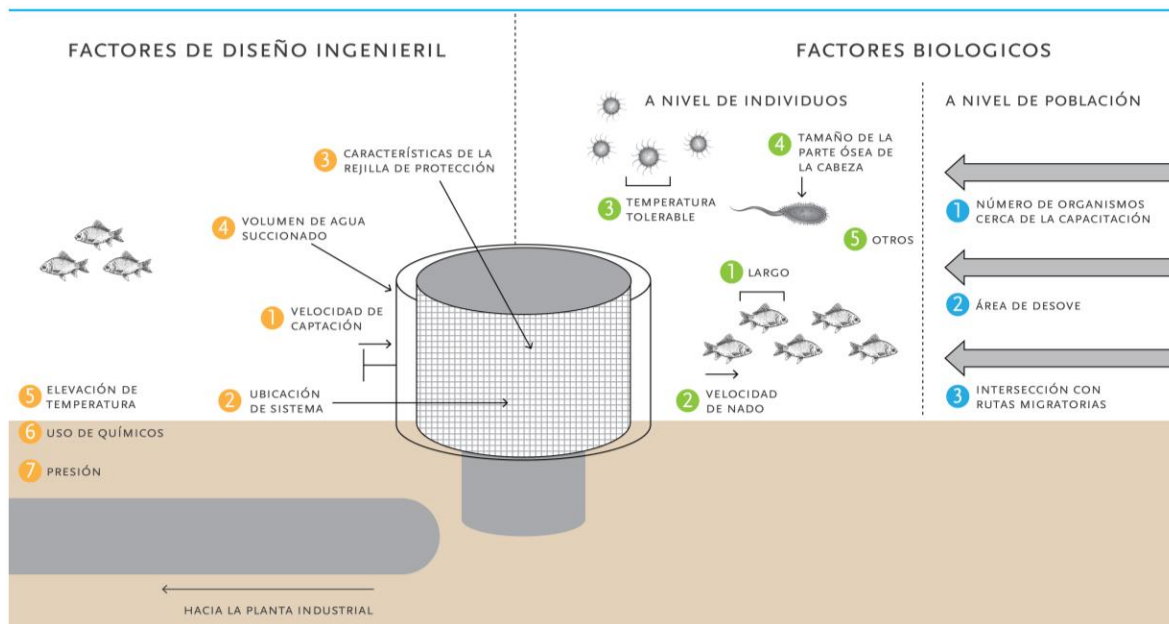 FACTORES DE DISEÑO INGENIERIL
3 CARACTERÍSTICAS DE LA
REJILLA DE PROTECCIÓN
4 VOLUMEN DE AGUA
SUCCIONADO
1 VELOCIDAD DE
CAPTACIÓN
2 UBICACIÓN
DE SISTEMA
5 ELEVACIÓN DE
TEMPERATURA
6 USO DE QUÍMICOS
7 PRESIÓN
HACIA LA PLANTA INDUSTRIAL
FACTORES BIOLOGICOS
A NIVEL DE INDIVIDUOS
4 TAMAÑO DE LA
PARTE ÓSEA DE
LA CABEZA
3 TEMPERATURA
TOLERABLE
5 OTROS
1 LARGO
2 VELOCIDAD
DE NADO
A NIVEL DE POBLACIÓN
1 NÚMERO DE ORGANISMOS
CERCA DE LA CAPACITACIÓN
2 ÁREA DE DESOVE
3 INTERSECCIÓN CON
RUTAS MIGRATORIAS